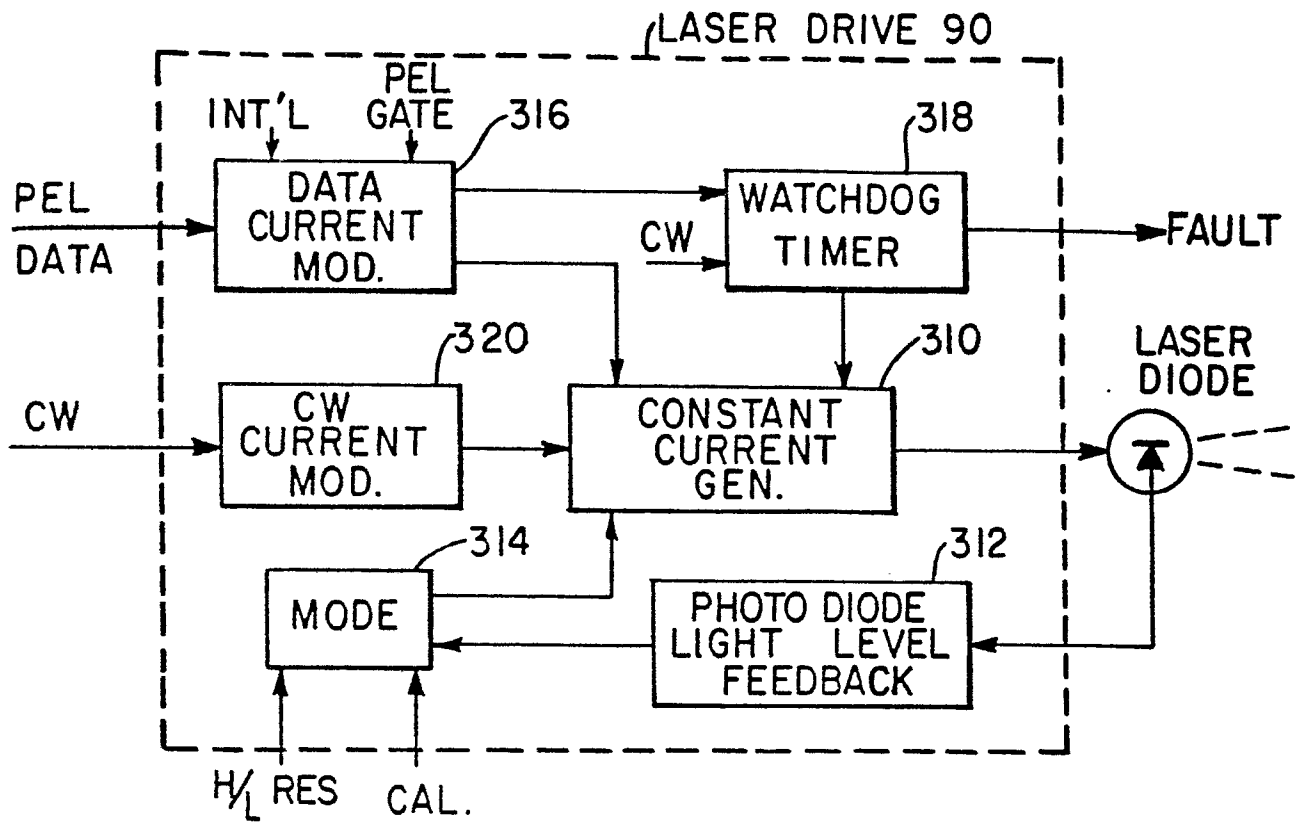 LASER DRIVE 90
INT'L
PEL
GATE
316
318
PEL
DATA
DATA
CURRENT
MOD.
WATCHDOG
TIMER
CW
FAULT
320
310
LASER
DIODE
CW
CW
CURRENT
MOD.
CONSTANT
CURRENT
GEN.
314
312
MODE
PHOTO DIODE
LIGHT LEVEL
FEEDBACK
H/L RES
CAL.